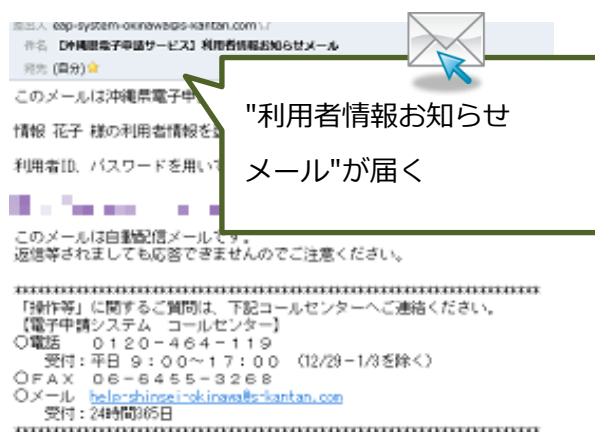 差出人 eap-system-okinawa@s-kantan.com
件名 【沖縄県電子申請サービス】利用者情報お知らせメール
宛先 (自分)
このメールは沖縄県電子申
情報 花子 様の利用者情報を
利用者ID、パスワードを用いて
"利用者情報お知らせ
メール"が届く
このメールは自動配信メールです。
返信等されましても応答できませんのでご注意ください。
「操作等」に関するご質問は、下記コールセンターへご連絡ください。
【電子申請システム　コールセンター】
○電話　　０１２０－４６４－１１９
受付：平日 ９：００～１７：００　(12/29－1/3を除く)
○ＦＡＸ　０６－６４５５－３２６８
○メール　help-shinsei-okinawa@s-kantan.com
受付：24時間365日